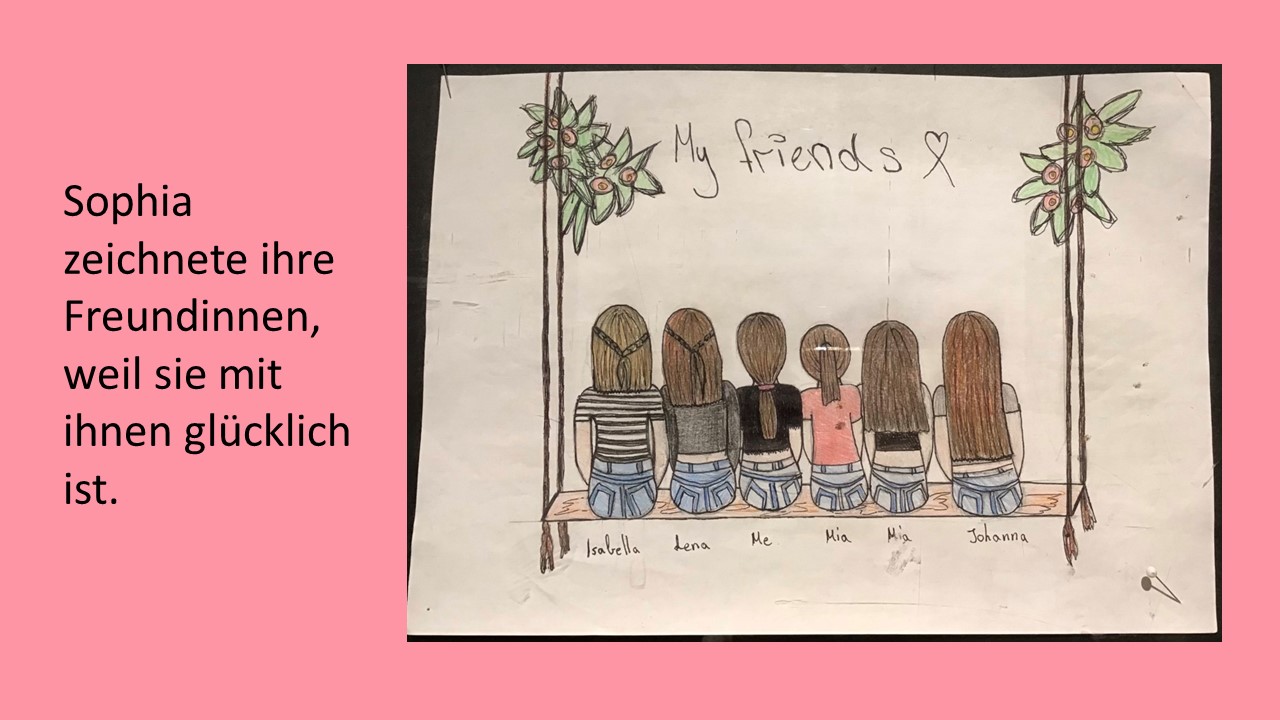 Sophia
zeichnete ihre
Freundinnen,
weil sie mit
ihnen glücklich
ist.
My friends
Isabella Lena Me Mia Mia Johanna